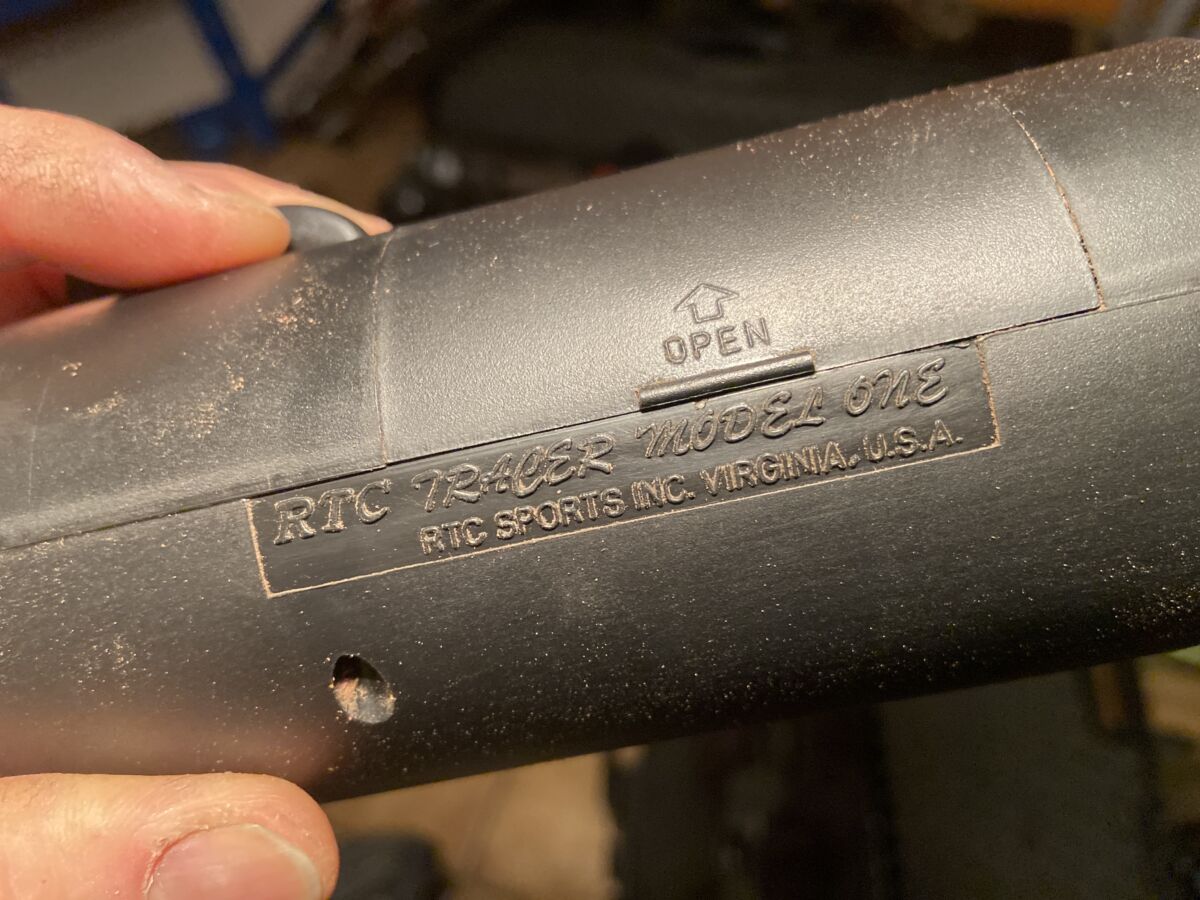 OPEN
RTC TRACER MODEL ONE
RTC SPORTS INC. VIRGINIA, U.S.A.